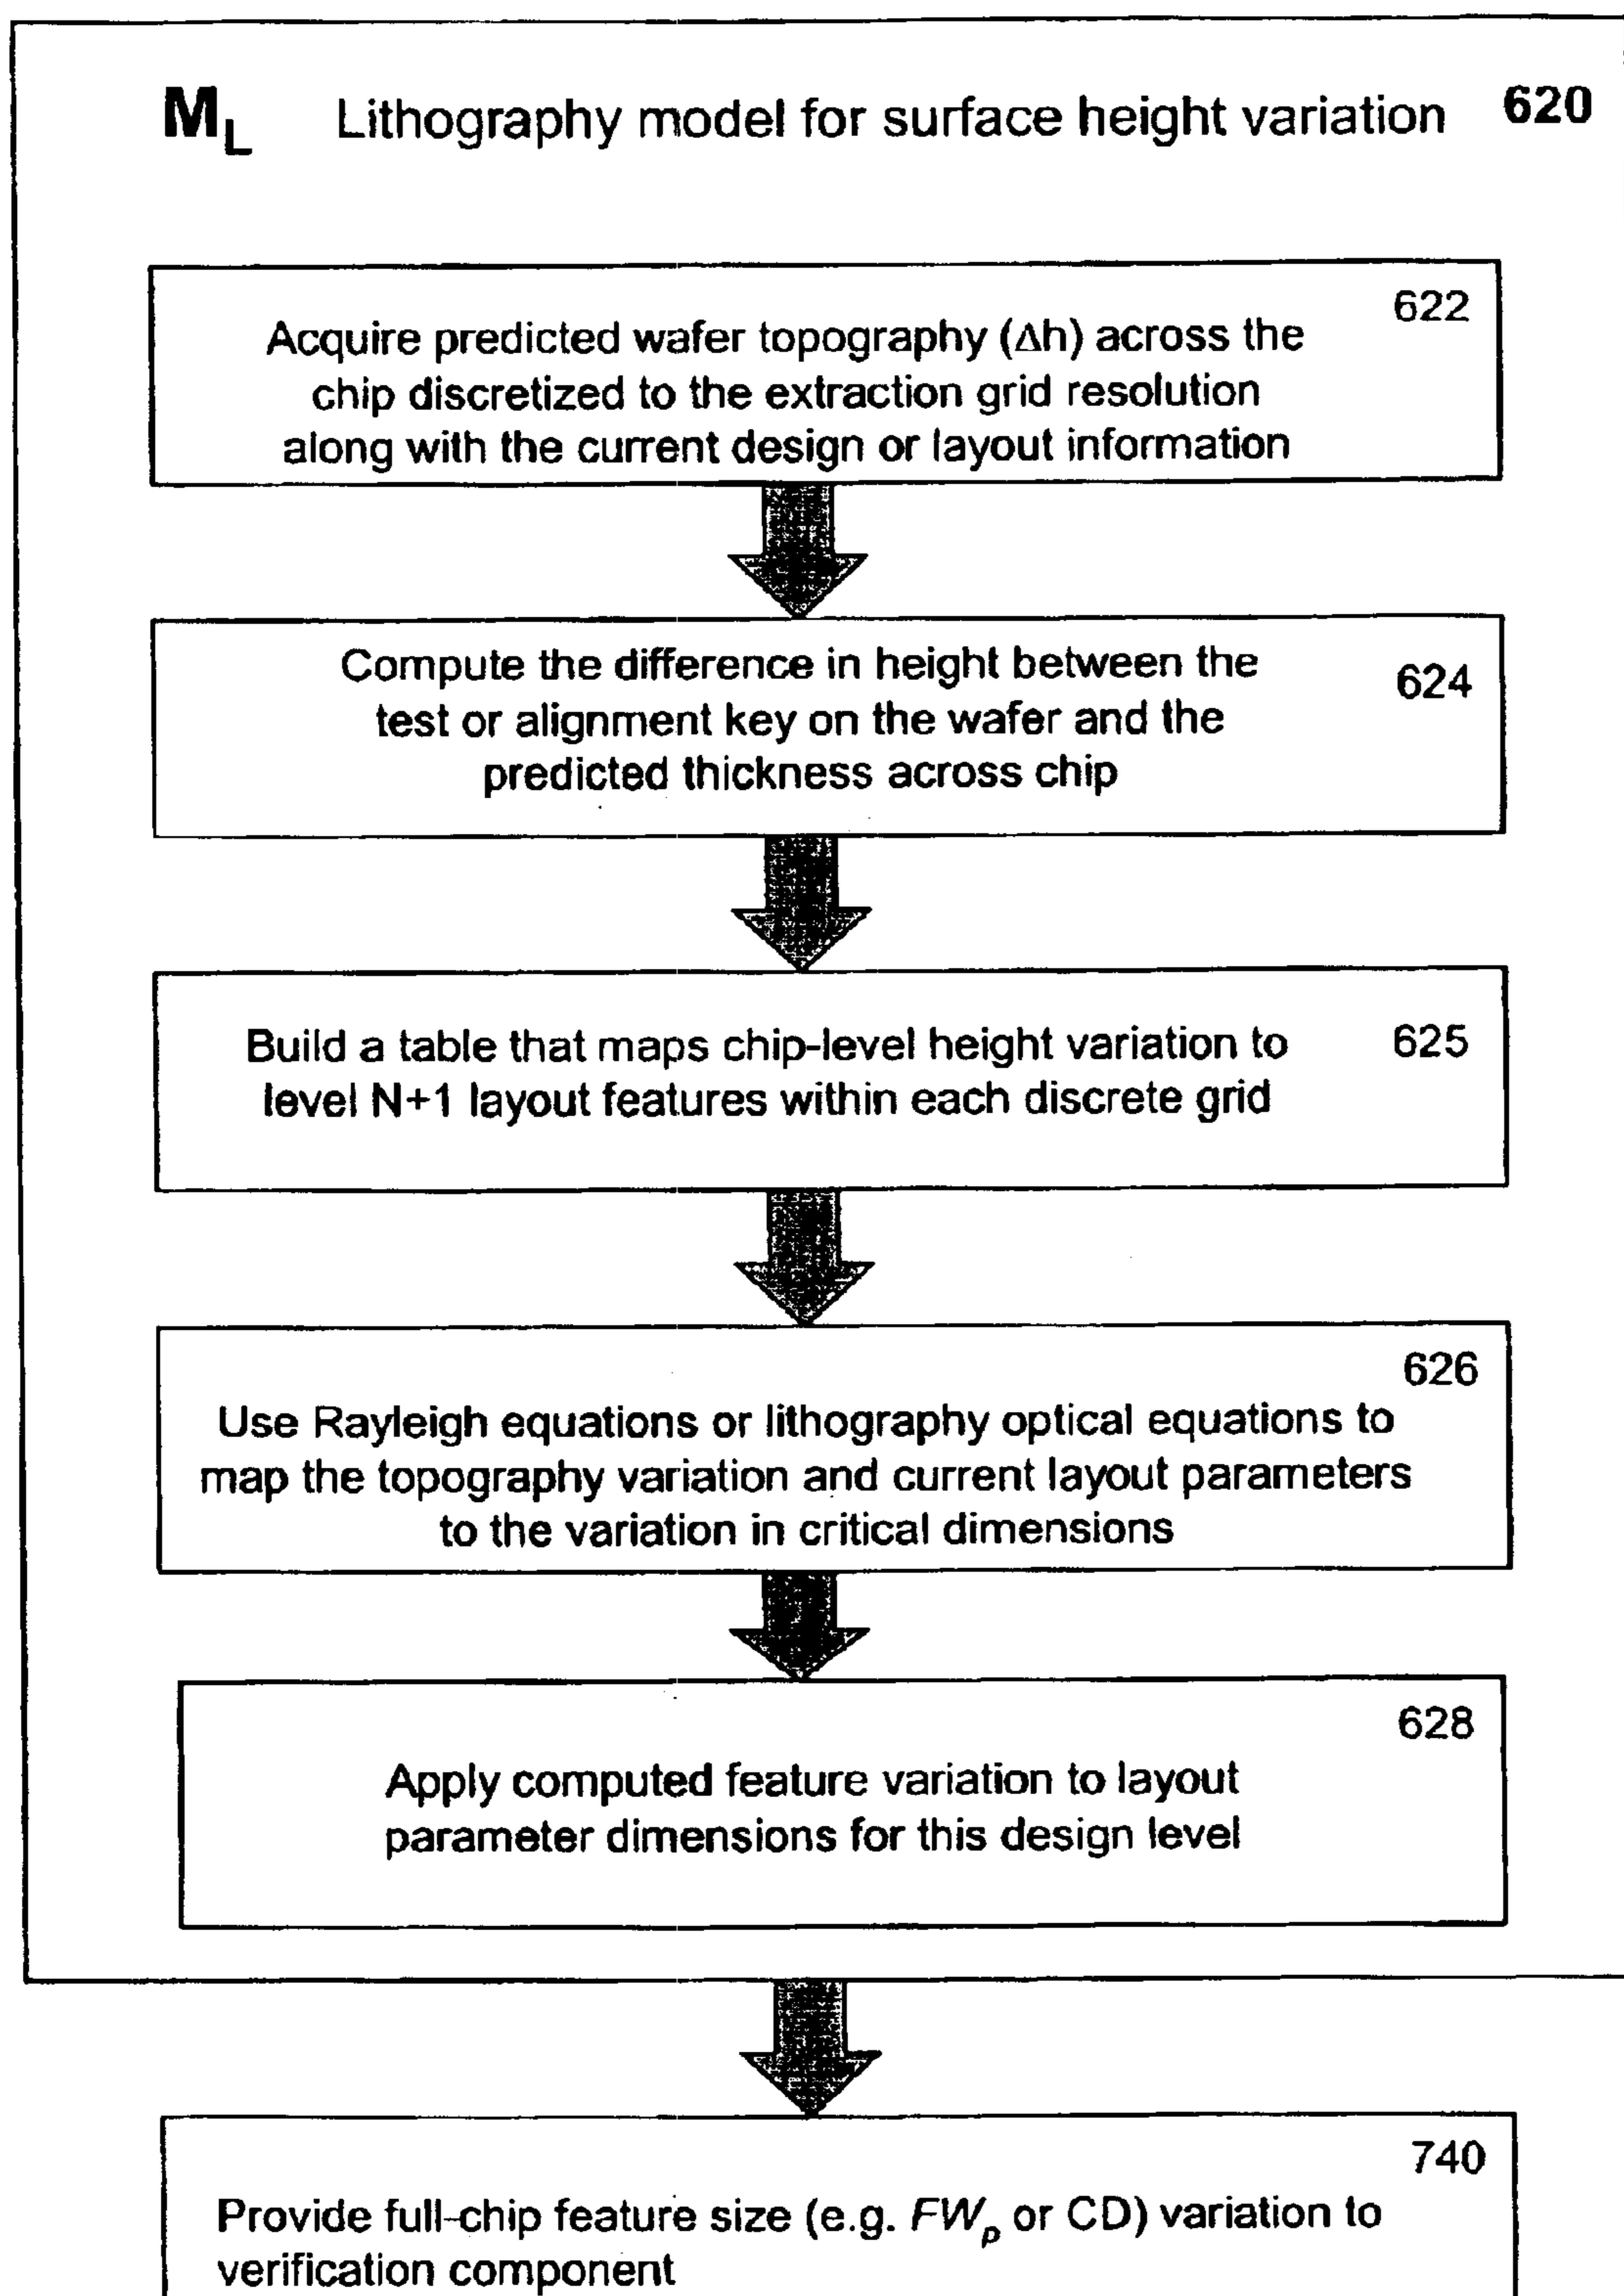 M_L Lithography model for surface height variation 620
622
Acquire predicted wafer topography (Δh) across the
chip discretized to the extraction grid resolution
along with the current design or layout information
Compute the difference in height between the
624
test or alignment key on the wafer and the
predicted thickness across chip
Build a table that maps chip-level height variation to 625
level N+1 layout features within each discrete grid
626
Use Rayleigh equations or lithography optical equations to
map the topography variation and current layout parameters
to the variation in critical dimensions
628
Apply computed feature variation to layout
parameter dimensions for this design level
740
Provide full-chip feature size (e.g. FW_p or CD) variation to
verification component